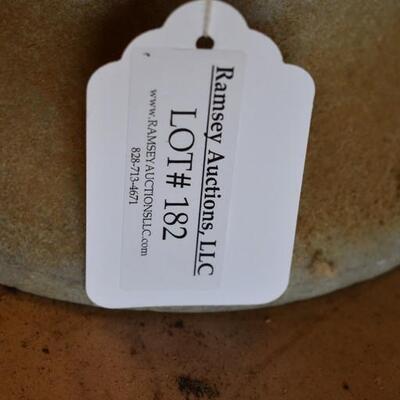 Ramsey Auctions, LLC
LOT# 182
www.RAMSEYAUCTIONSLLC.com
828-713-4671